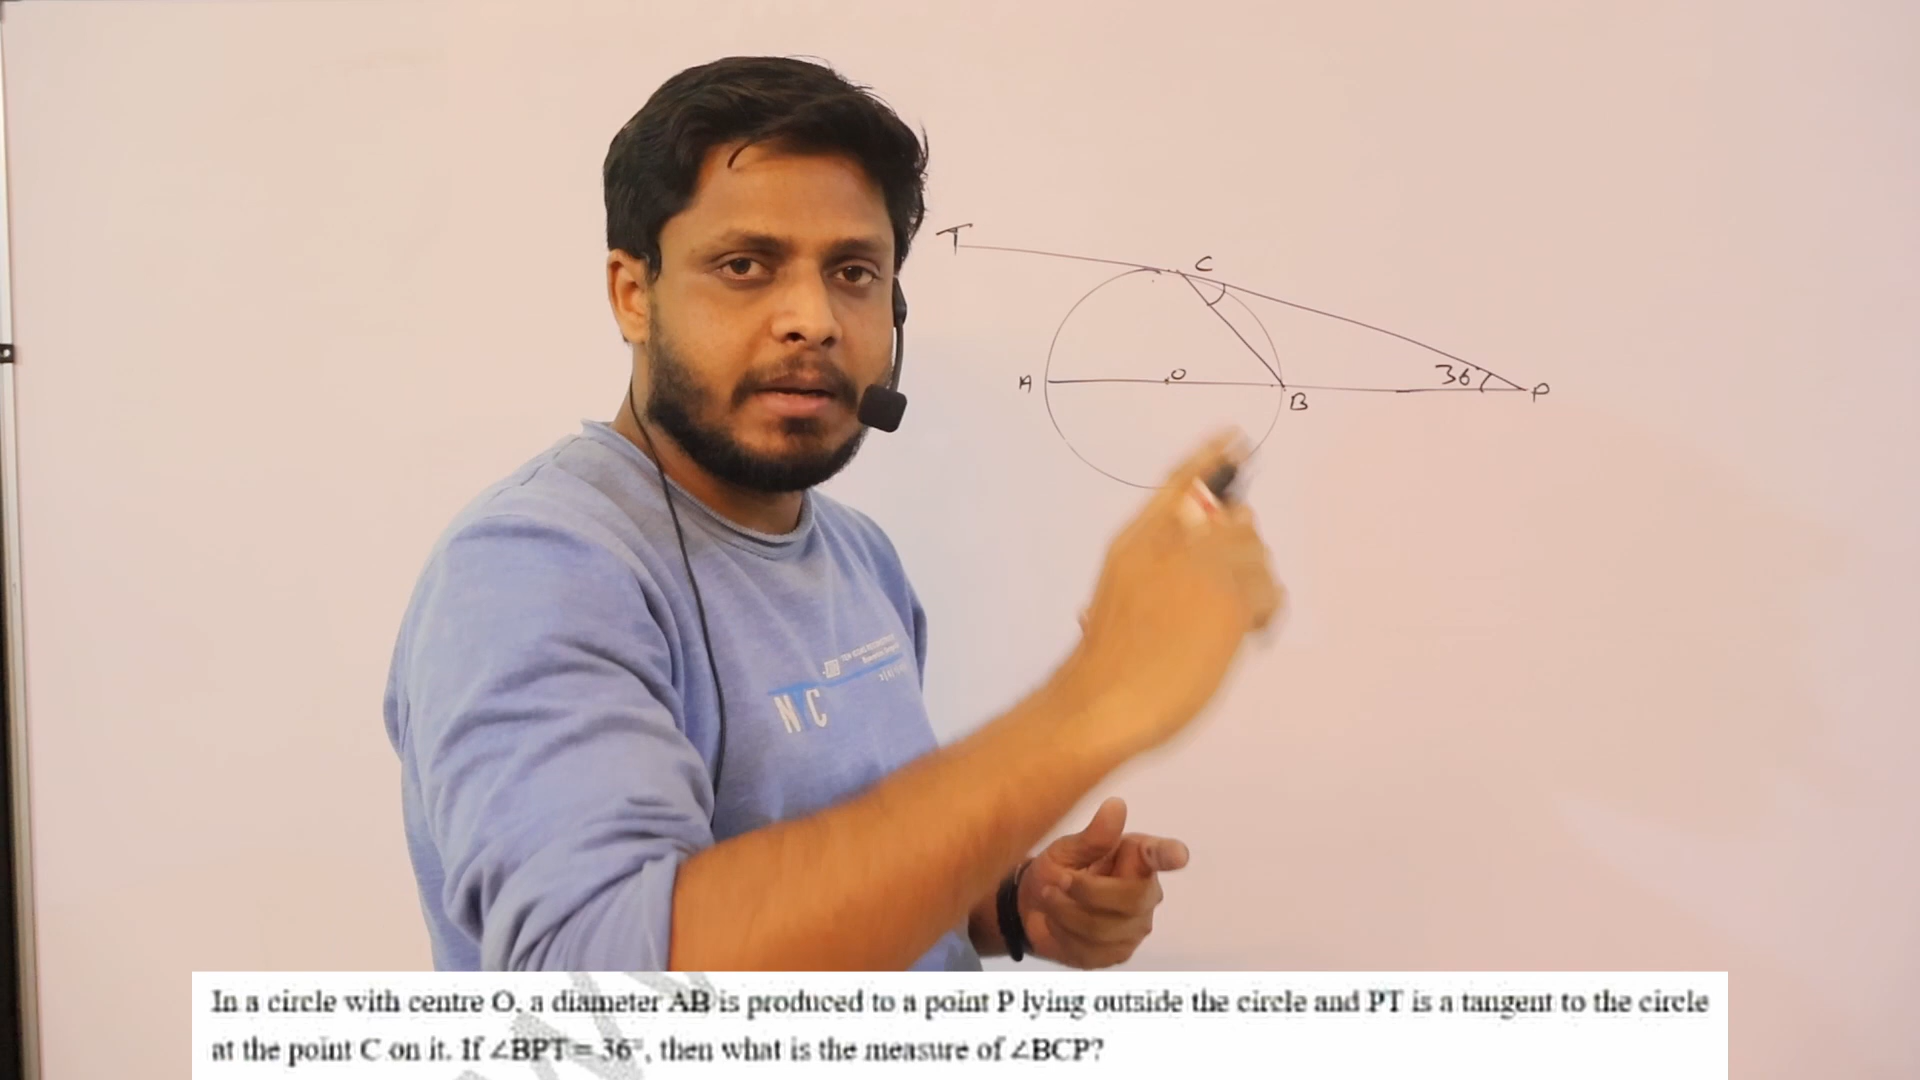 T
C
A
O
B
36°
P
N/C
In a circle with centre O, a diameter AB is produced to a point P lying outside the circle and PT is a tangent to the circle
at the point C on it. If ∠BPT = 36°, then what is the measure of ∠BCP?